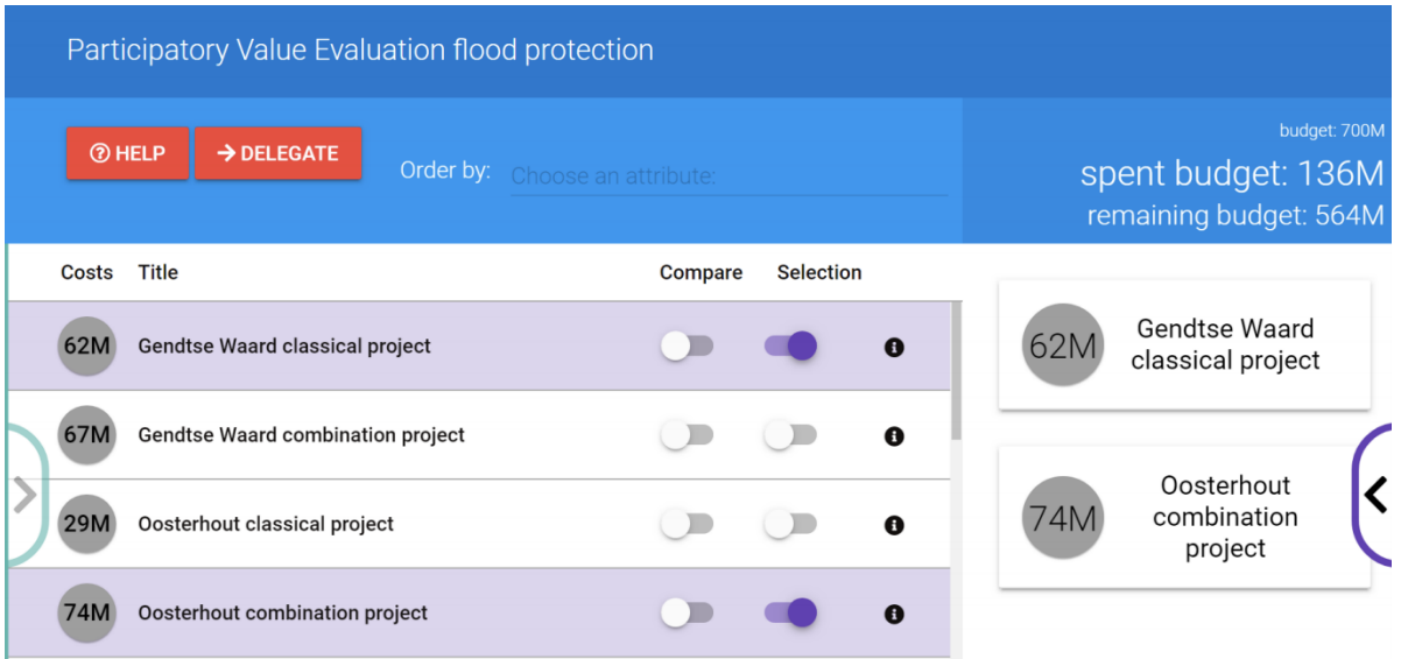 Participatory Value Evaluation flood protection
HELP
DELEGATE
Order by:
Choose an attribute:
budget: 700M
spent budget: 136M
remaining budget: 564M
Costs Title Compare Selection
62M Gendtse Waard classical project
67M Gendtse Waard combination project
29M Oosterhout classical project
74M Oosterhout combination project
62M
Gendtse Waard
classical project
74M
Oosterhout
combination
project